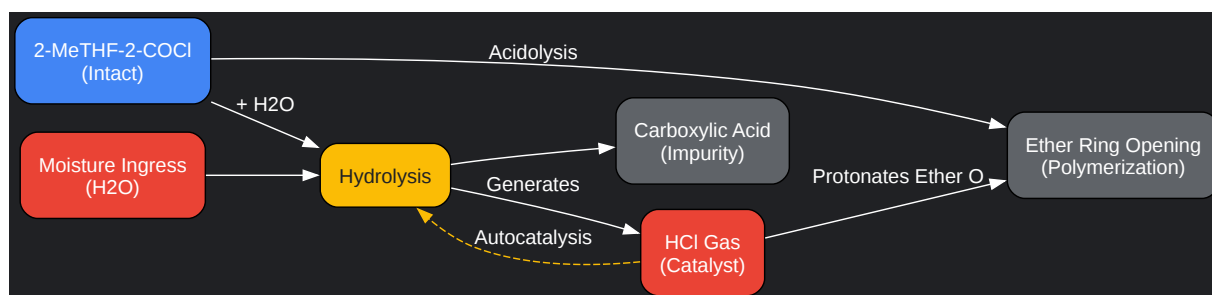 2-MeTHF-2-COCl
(Intact)
Acidolysis
+ H2O
Moisture Ingress
(H2O)
Hydrolysis
Carboxylic Acid
(Impurity)
Generates
Autocatalysis
HCl Gas
(Catalyst)
Protonates Ether O
Ether Ring Opening
(Polymerization)